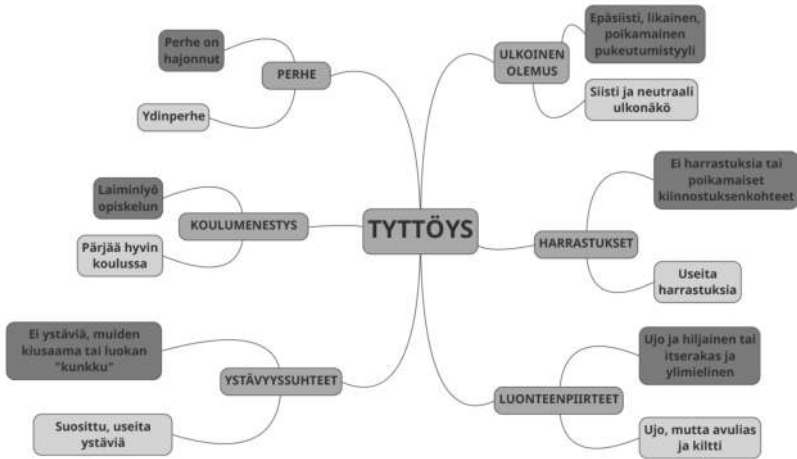 Perhe on
hajonnut
PERHE
Ydinperhe
Laiminlyö
opiskelun
KOULUMENESTYS
Pärjää hyvin
koulussa
Ei ystäviä, muiden
kiusaama tai luokan
"kunkku"
YSTÄVYYSSUHTEET
Suosittu, useita
ystäviä
TYTTÖYS
Epäsiisti, likainen,
poikamainen
pukeutumistyyli
ULKOINEN
OLEMUS
Siisti ja neutraali
ulkonäkö
Ei harrastuksia tai
poikamaiset
kiinnostuksenkohteet
HARRASTUKSET
Useita
harrastuksia
Ujo ja hiljainen tai
itserakas ja
ylimielinen
LUONTEENPIIRTEET
Ujo, mutta avulias
ja kiltti